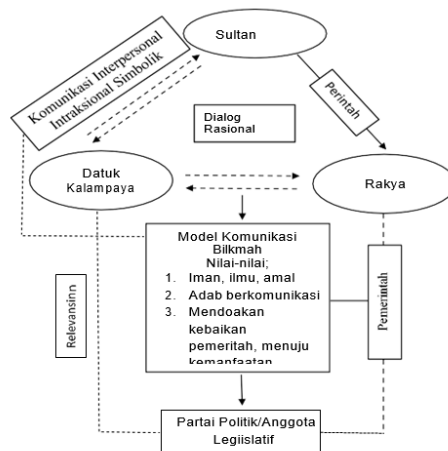 Sultan
Komunikasi Interpersonal
Intraksional Simbolik
Perintah
Dialog
Rasional
Datuk
Kalampaya
Rakya
Model Komunikasi
Bilkmah
Nilai-nilai;
1. Iman, ilmu, amal
2. Adab berkomunikasi
3. Mendoakan
kebaikan
pemeritah, menuju
kemanfaatan
Relevansinn
Pemerintah
Partai Politik/Anggota
Legiislatif